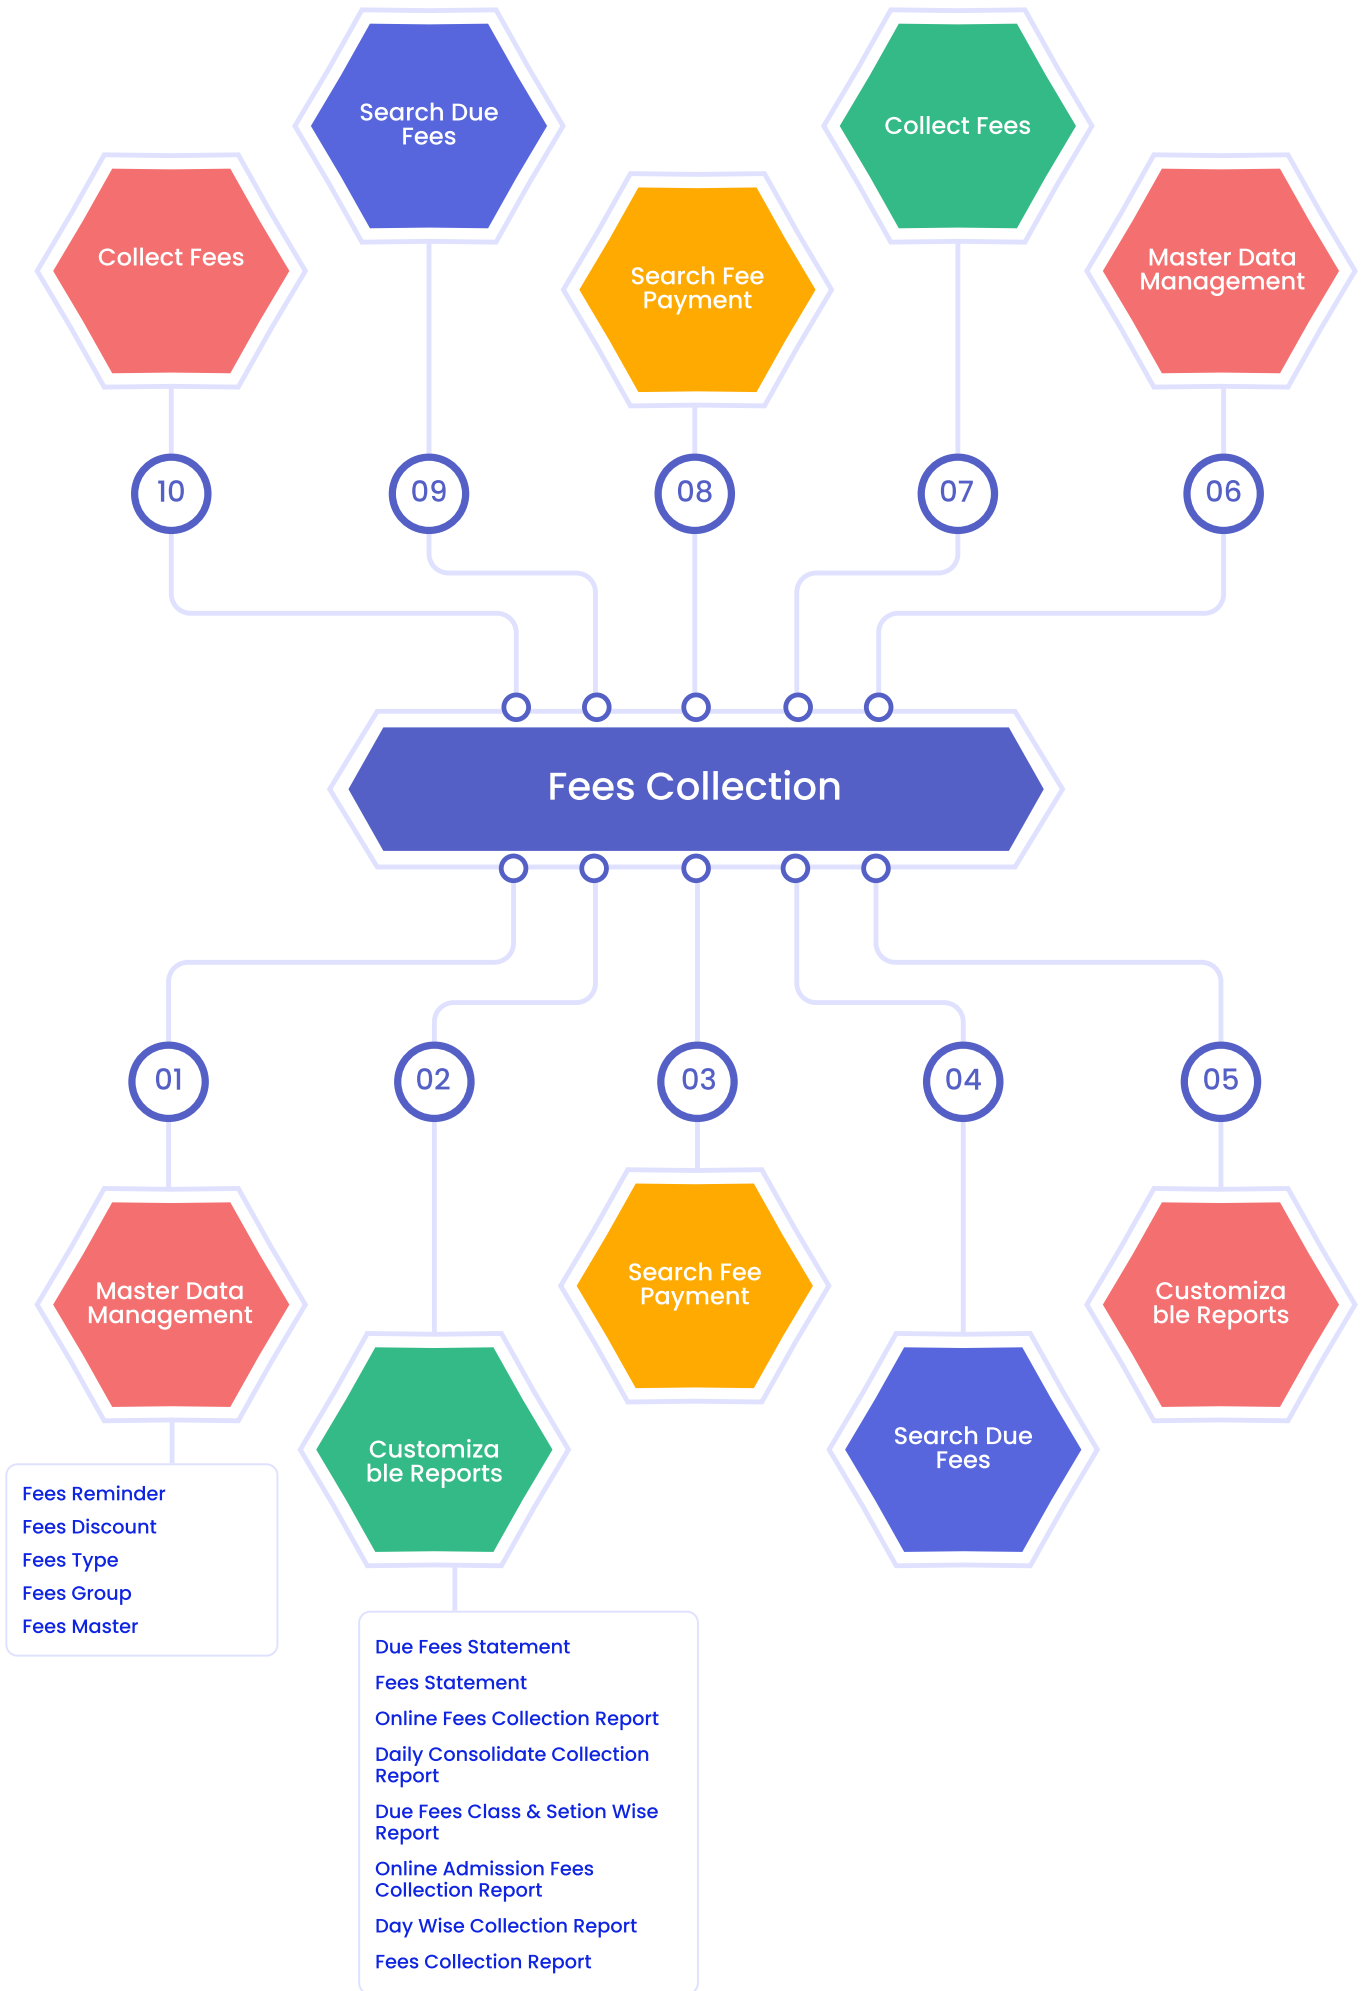 Search Due
Fees
Collect Fees
Collect Fees
Search Fee
Payment
Master Data
Management
10
09
08
07
06
Fees Collection
01
02
03
04
05
Master Data
Management
Customiza
ble Reports
Search Fee
Payment
Search Due
Fees
Customiza
ble Reports
Fees Reminder
Fees Discount
Fees Type
Fees Group
Fees Master
Due Fees Statement
Fees Statement
Online Fees Collection Report
Daily Consolidate Collection
Report
Due Fees Class & Setion Wise
Report
Online Admission Fees
Collection Report
Day Wise Collection Report
Fees Collection Report